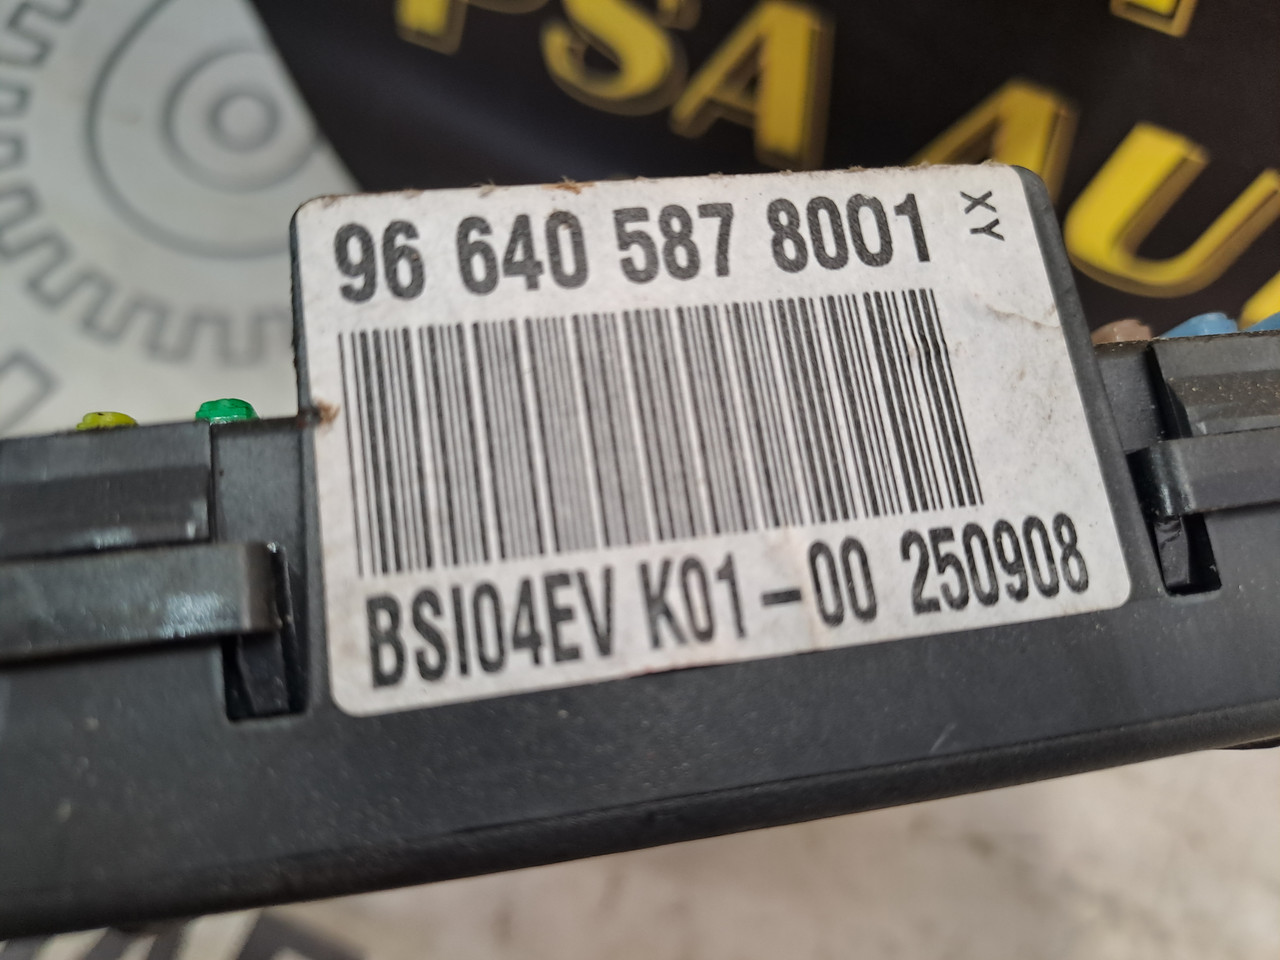 PSA AU
96 640 587 8001
XY
BSI04EV K01-00 250908